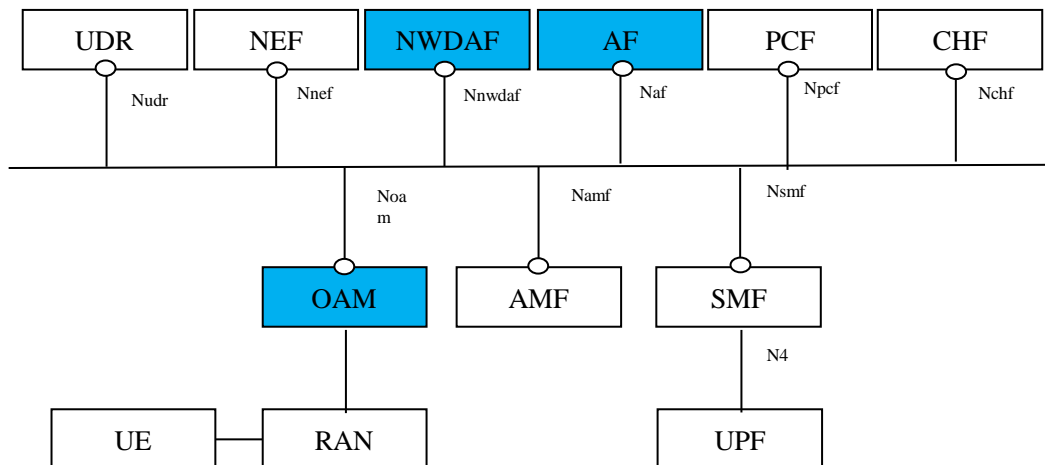 UDR NEF NWDAF AF PCF CHF
Nudr Nnef Nnwdaf Naf Npcf Nchf
Noa
m
Namf Nsmf
OAM AMF SMF
N4
UE RAN UPF